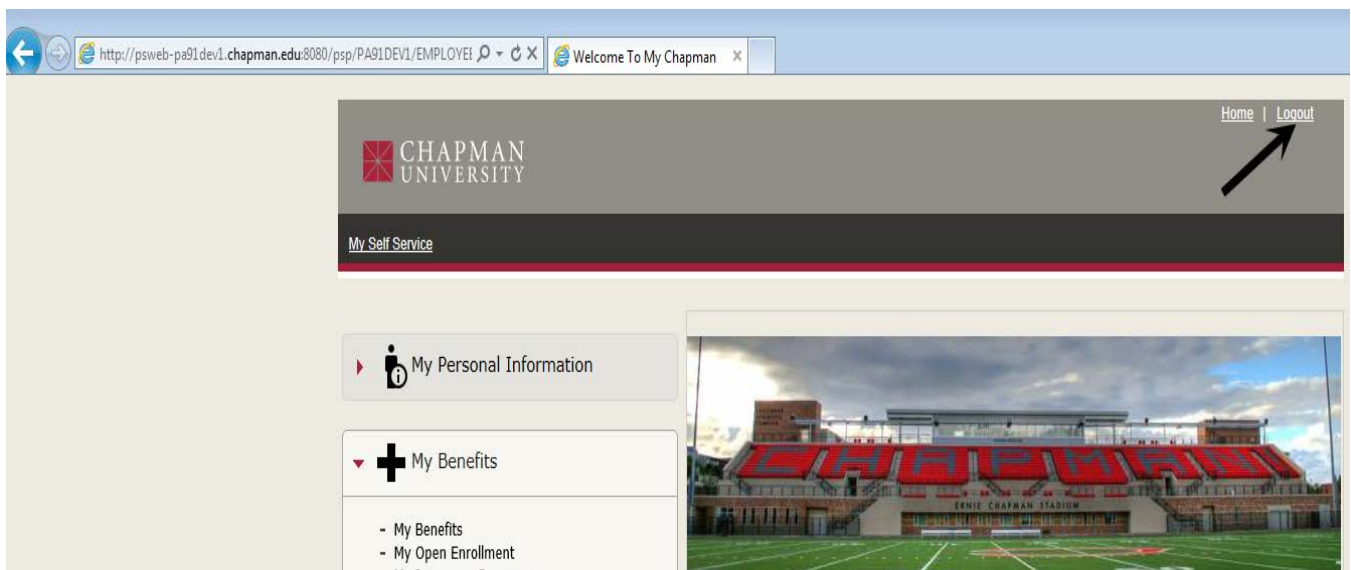 http://psweb-pa91dev1.chapman.edu:8080/psp/PA91DEV1/EMPLOYEE Welcome To My Chapman
Home | Logout
CHAPMAN
UNIVERSITY
My Self Service
My Personal Information
CHAPMAN
My Benefits
ERNIE CHAPMAN STADIUM
- My Benefits
- My Open Enrollment